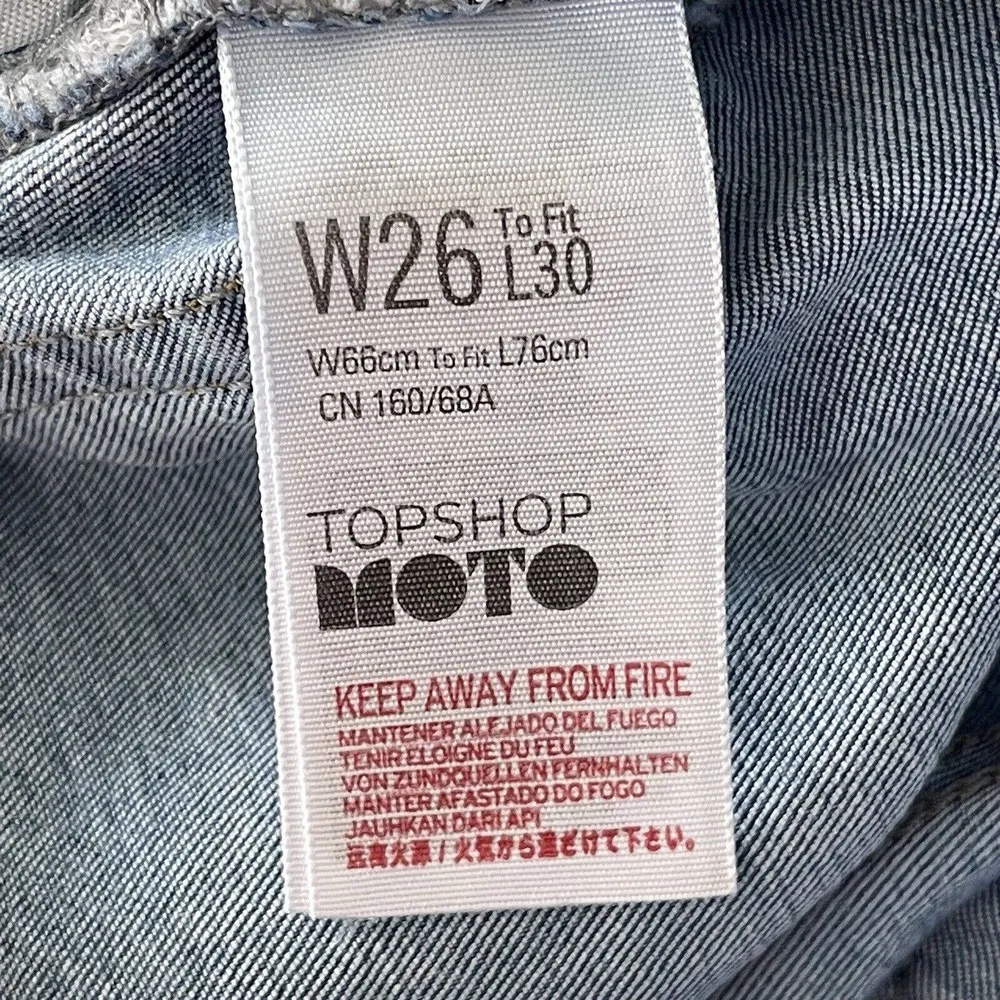 W26 To Fit L30
W66cm To Fit L76cm
CN 160/68A
TOPSHOP
MOTO
KEEP AWAY FROM FIRE
MANTENER ALEJADO DEL FUEGO
TENIR ELOIGNE DU FEU
VON ZUNDQUELLEN FERNHALTEN
MANTER AFASTADO DO FOGO
JAUHKAN DARI API
远离火源 / 火気から遠ざけて下さい。